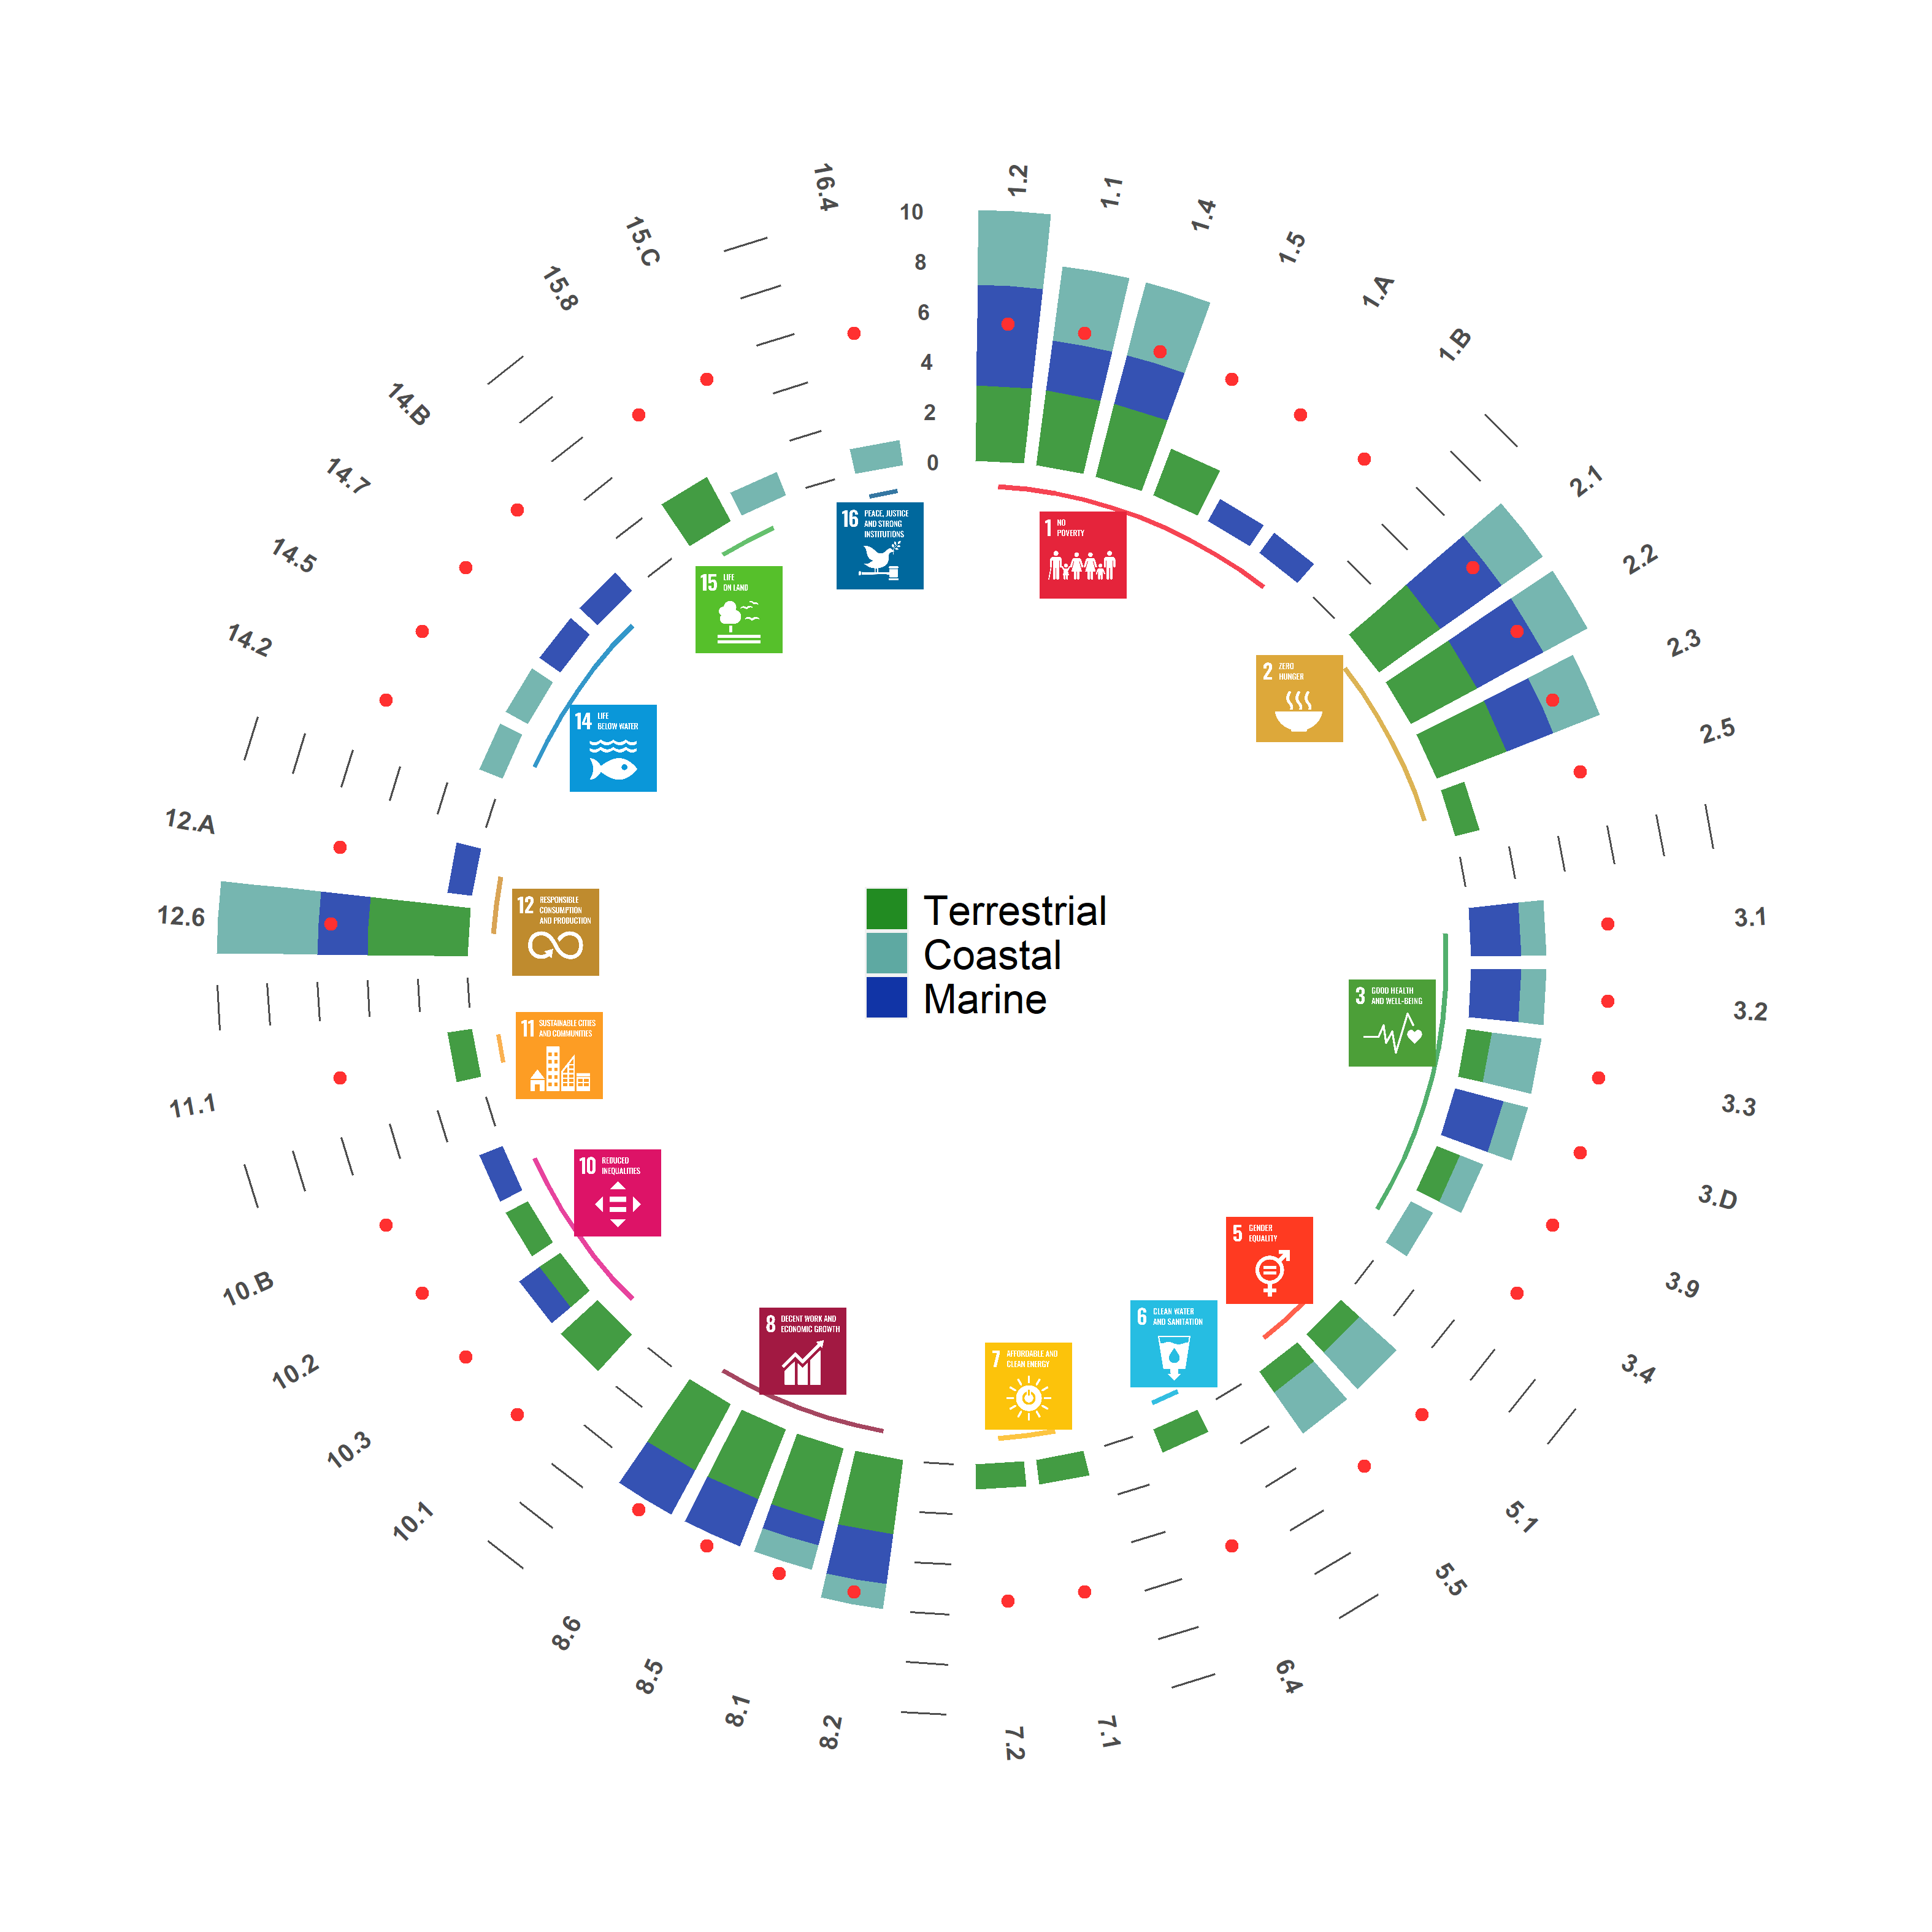 1.2
1.1
1.4
1.5
1.A
1.B
2.1
2.2
2.3
2.5
3.1
3.2
3.3
3.D
3.9
3.4
5.1
5.5
6.4
7.1
7.2
8.2
8.1
8.5
8.6
10.1
10.3
10.2
10.B
11.1
12.6
12.A
14.2
14.5
14.7
14.B
15.8
15.C
16.4
10
8
6
4
2
0
1 NO
POVERTY
2 ZERO
HUNGER
3 GOOD HEALTH
AND WELL-BEING
5 GENDER
EQUALITY
6 CLEAN WATER
AND SANITATION
7 AFFORDABLE AND
CLEAN ENERGY
8 DECENT WORK AND
ECONOMIC GROWTH
10 REDUCED
INEQUALITIES
11 SUSTAINABLE CITIES
AND COMMUNITIES
12 RESPONSIBLE
CONSUMPTION
AND PRODUCTION
14 LIFE
BELOW WATER
15 LIFE
ON LAND
16 PEACE, JUSTICE
AND STRONG
INSTITUTIONS
Terrestrial
Coastal
Marine